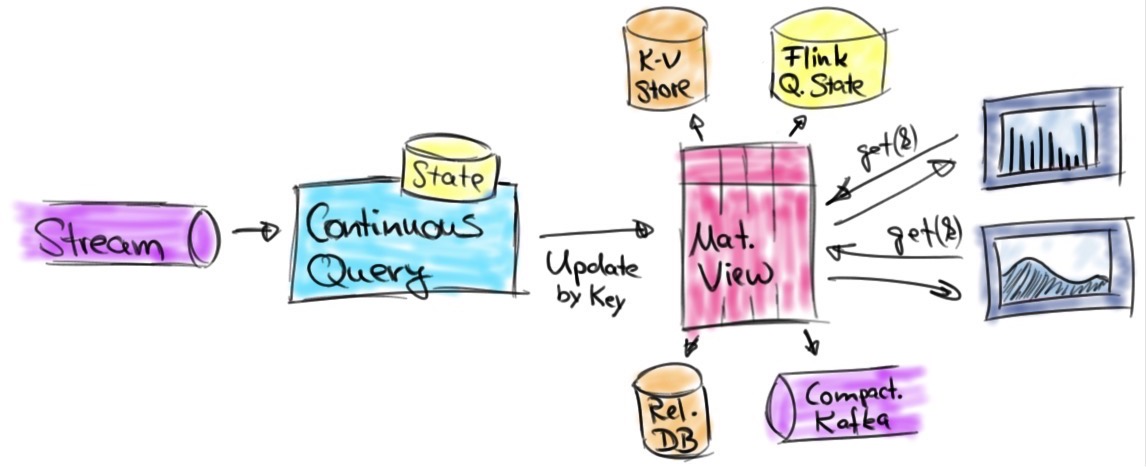 Stream
State
Continuous
Query
Update
by Key
K-V
Store
Flink
Q. State
Mat.
View
get(k)
get(k)
Rel.
DB
Compact.
Kafka